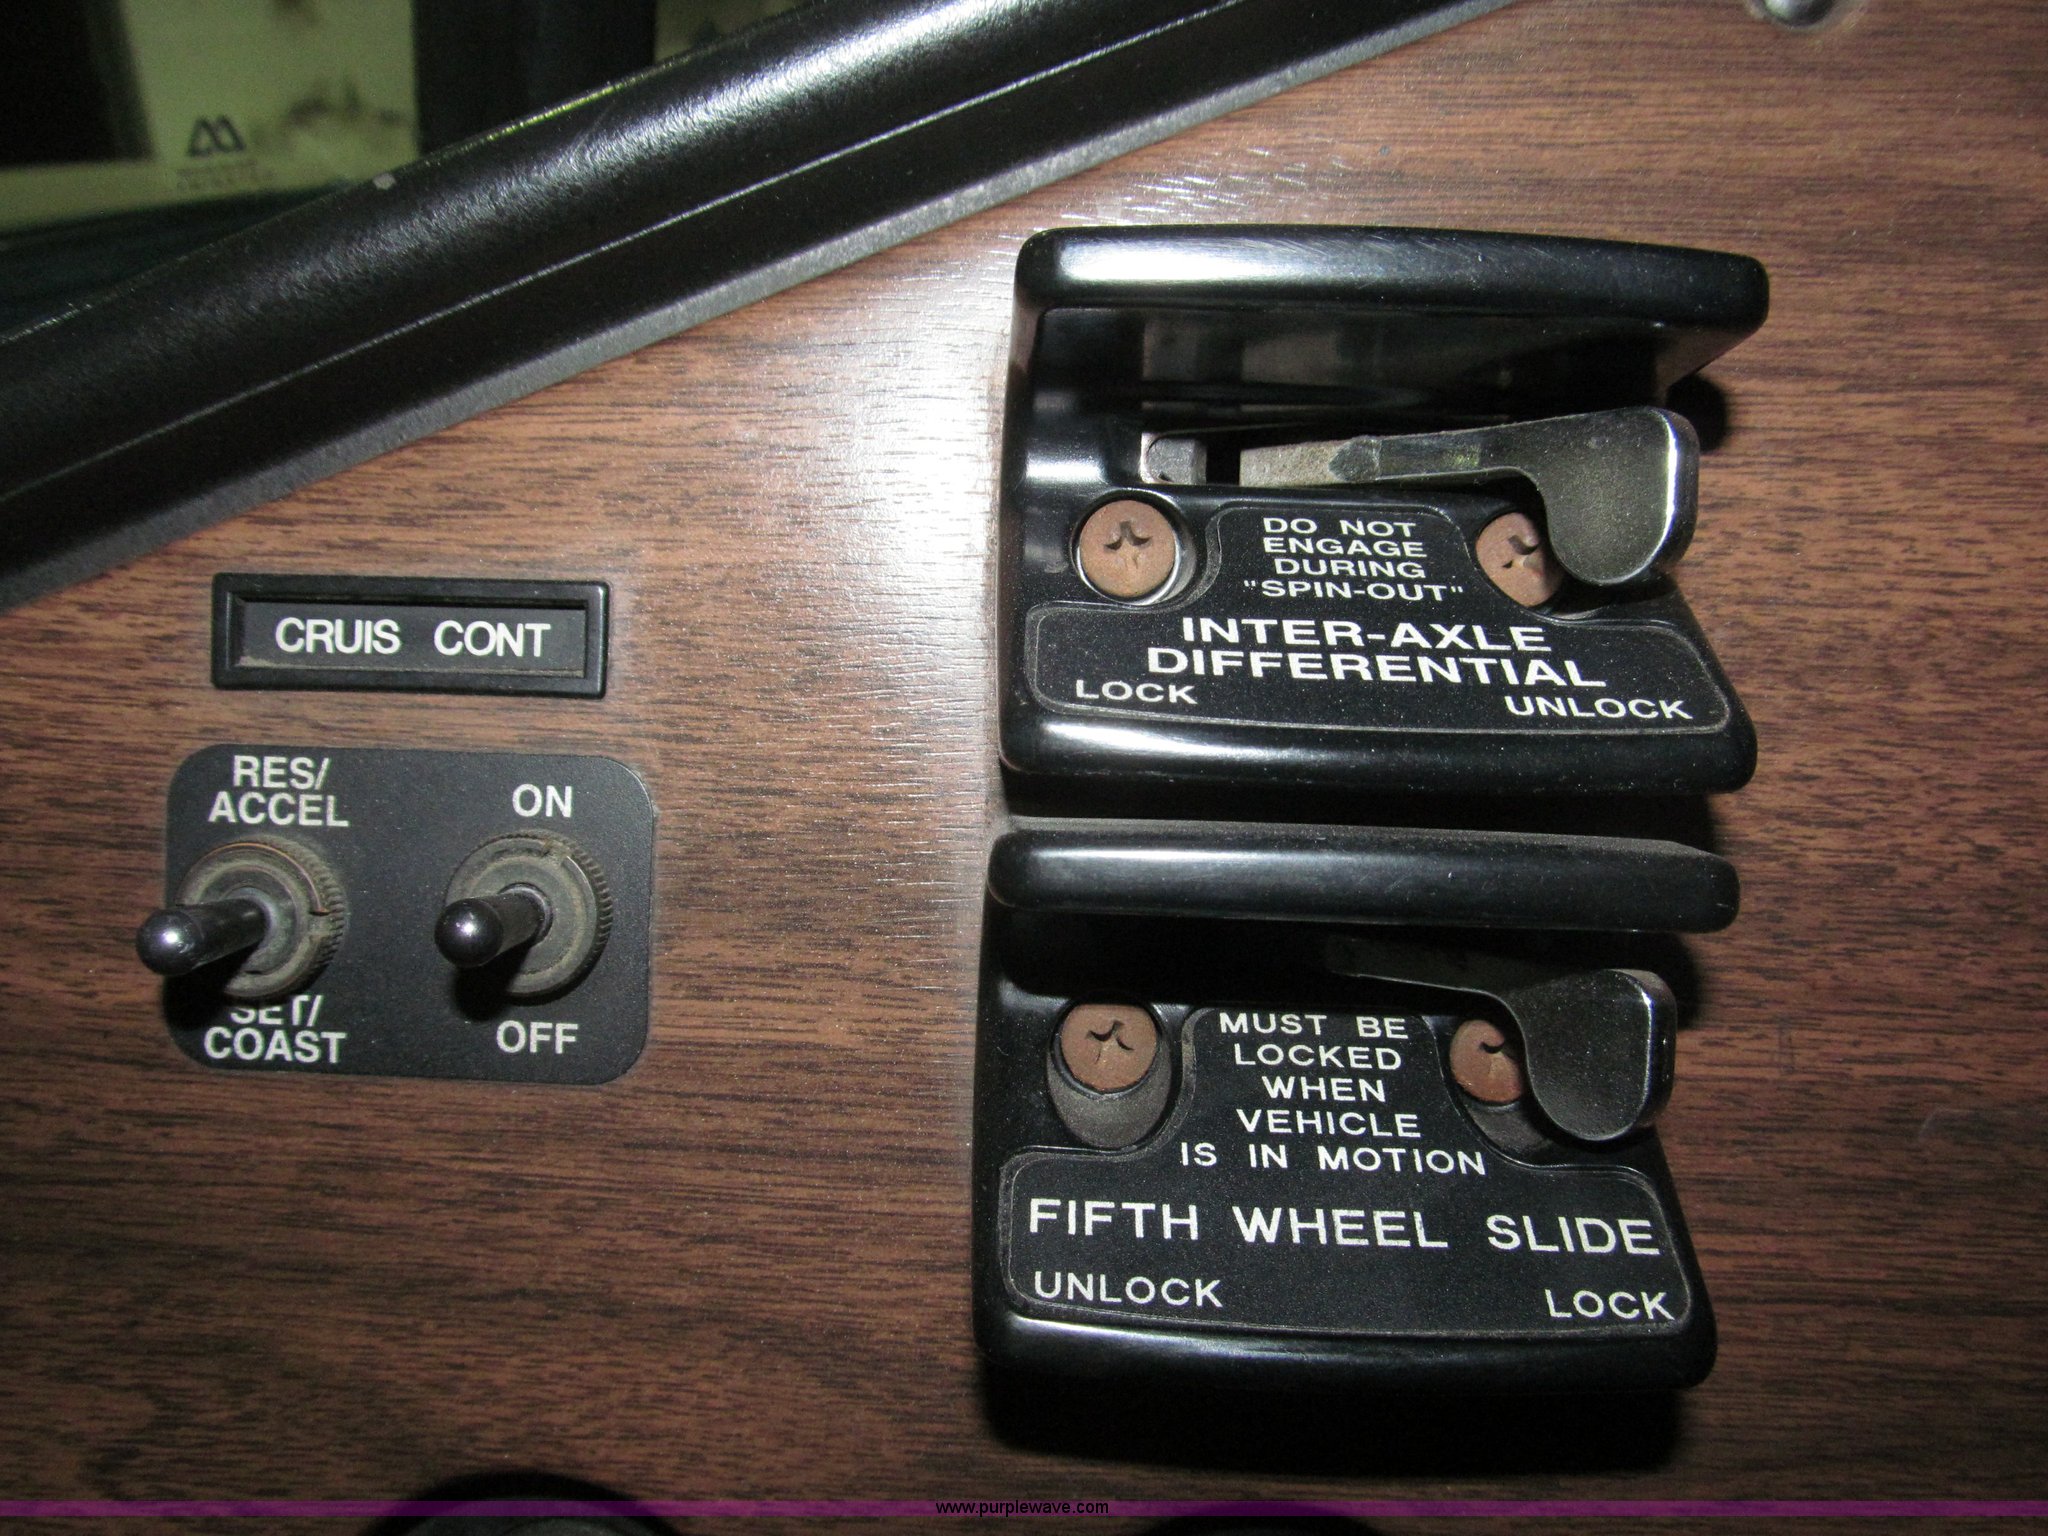 CRUIS CONT
RES/
ACCEL
ON
SET/
COAST
OFF
DO NOT
ENGAGE
DURING
"SPIN-OUT"
INTER-AXLE
DIFFERENTIAL
LOCK
UNLOCK
MUST BE
LOCKED
WHEN
VEHICLE
IS IN MOTION
FIFTH WHEEL SLIDE
UNLOCK
LOCK
www.purplewave.com